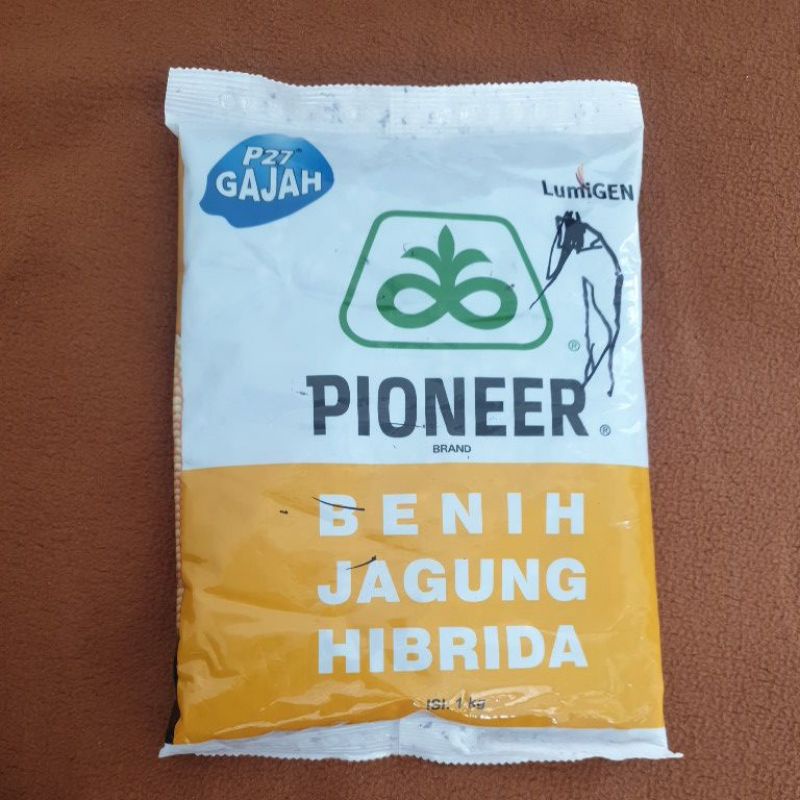 P27®
GAJAH
LumiGEN
®
PIONEER®
BRAND
BENIH
JAGUNG
HIBRIDA
ISI: 1 kg